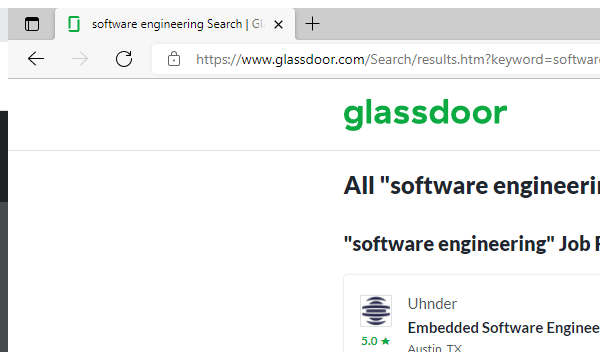 software engineering Search | Gl
https://www.glassdoor.com/Search/results.htm?keyword=software
glassdoor
All "software engineerin
"software engineering" Job
Uhnder
Embedded Software Enginee
5.0 ★
Austin, TX